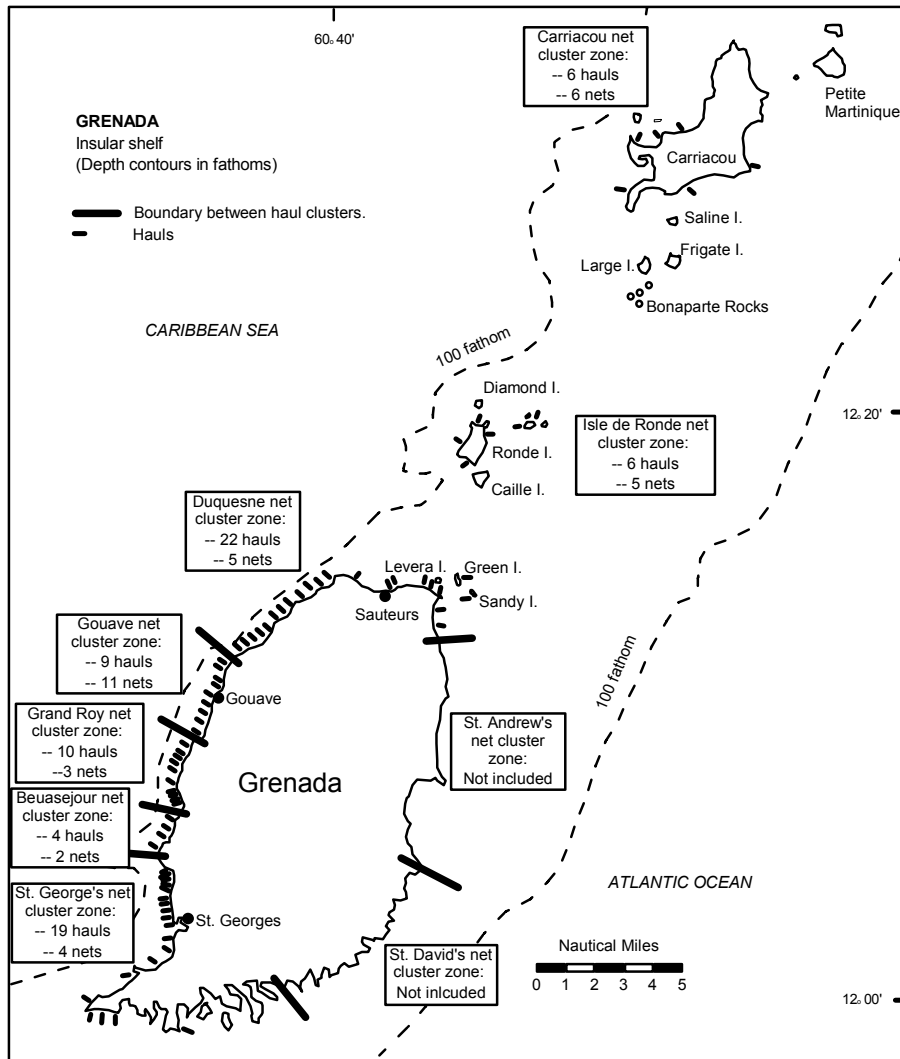 60° 40'
Carriacou net
cluster zone:
-- 6 hauls
-- 6 nets
Petite
Martinique
GRENADA
Insular shelf
(Depth contours in fathoms)
Boundary between haul clusters.
Hauls
Carriacou
Saline I.
Frigate I.
Large I.
Bonaparte Rocks
CARIBBEAN SEA
100 fathom
Diamond I.
12° 20'
Isle de Ronde net
cluster zone:
-- 6 hauls
-- 5 nets
Ronde I.
Caille I.
Duquesne net
cluster zone:
-- 22 hauls
-- 5 nets
Levera I.
Green I.
Sandy I.
Sauteurs
Gouave net
cluster zone:
-- 9 hauls
-- 11 nets
Gouave
100 fathom
Grand Roy net
cluster zone:
-- 10 hauls
--3 nets
St. Andrew's
net cluster
zone:
Not included
Grenada
Beuasejour net
cluster zone:
-- 4 hauls
-- 2 nets
ATLANTIC OCEAN
St. George's net
cluster zone:
-- 19 hauls
-- 4 nets
St. Georges
St. David's net
cluster zone:
Not inlcuded
Nautical Miles
0 1 2 3 4 5
12° 00'